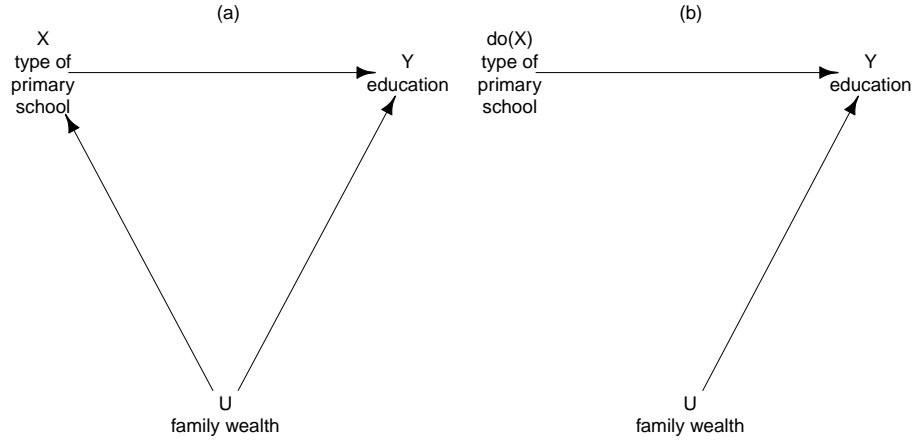 (a)
X
type of
primary
school
Y
education
U
family wealth
(b)
do(X)
type of
primary
school
Y
education
U
family wealth